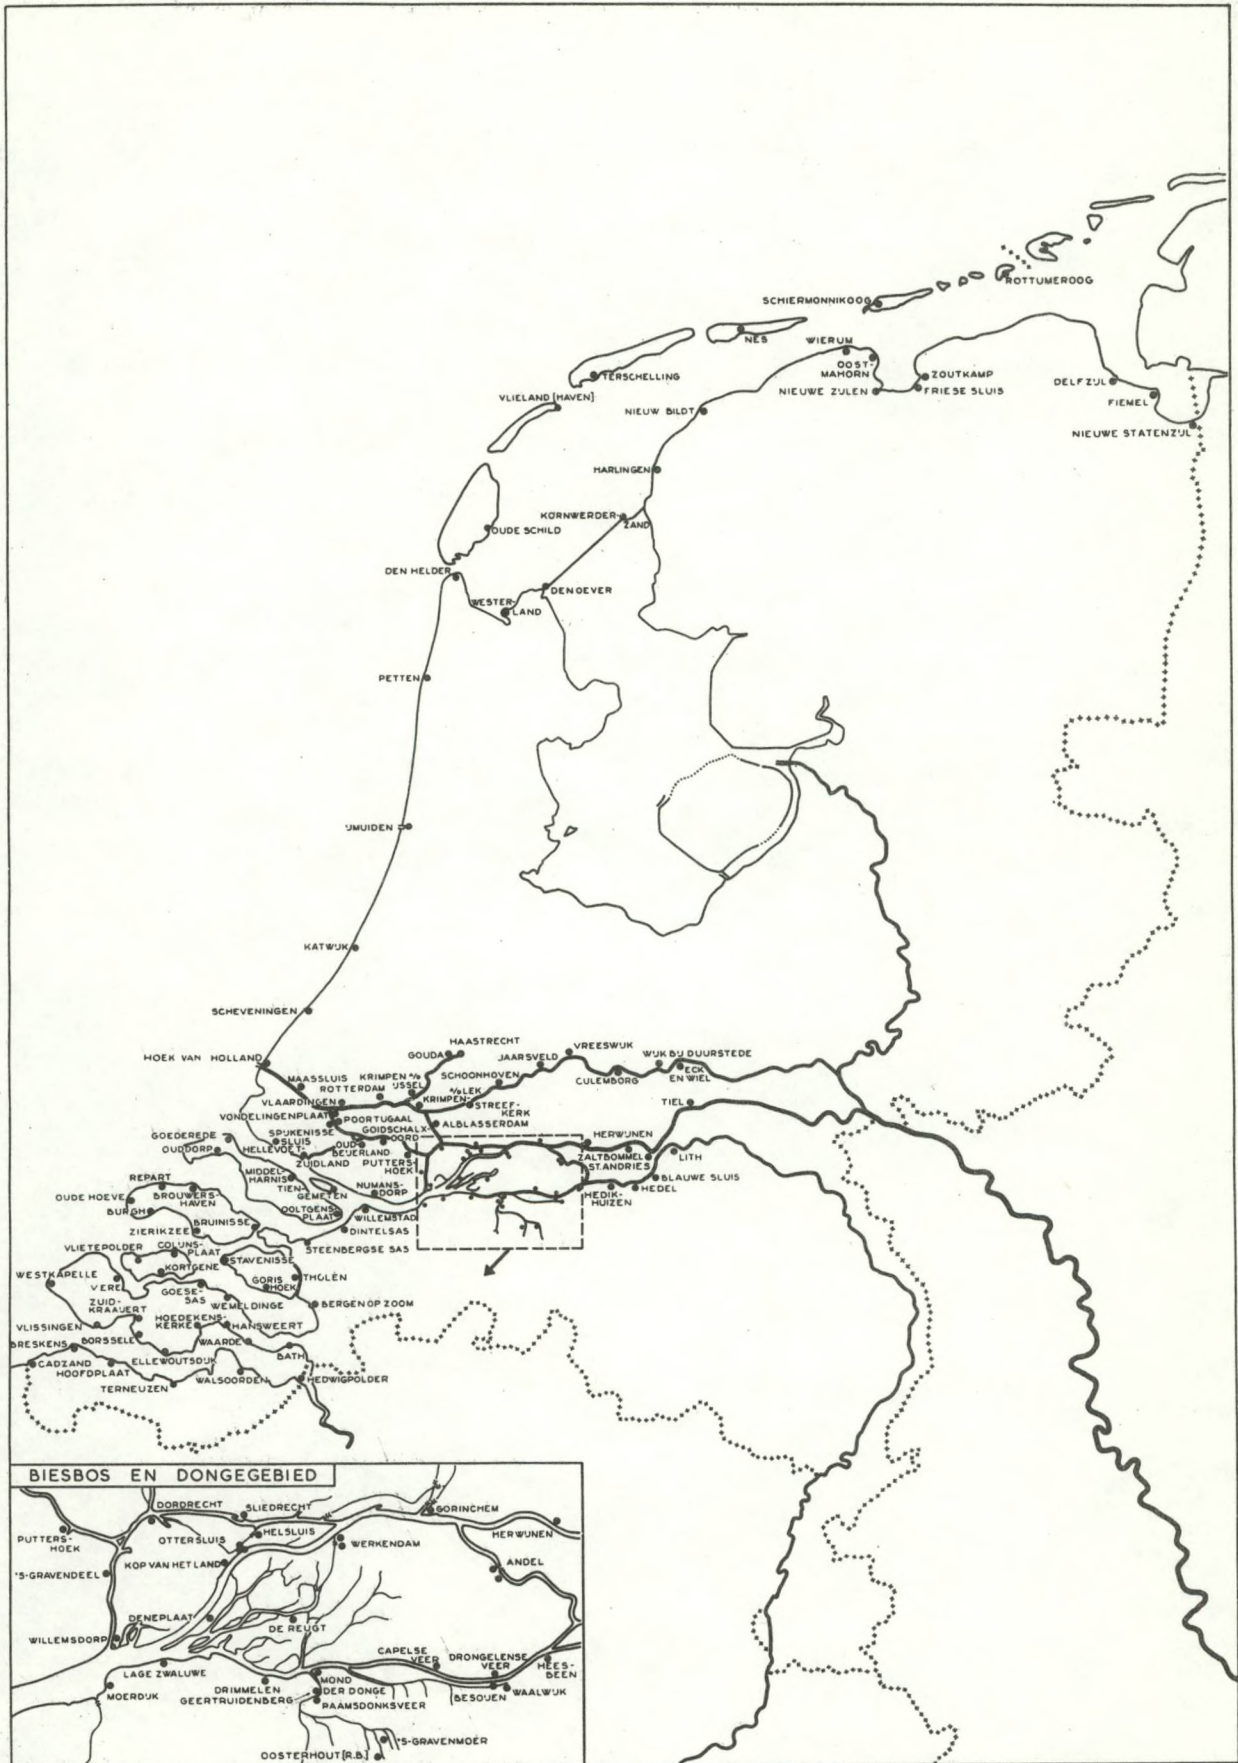 ROTTUMEROOG
SCHIERMONNIKOOG
NES
WIERUM
OOST-
MAHORN
ZOUTKAMP
TERSCHELLING
DELFZIJL
VLIELAND [HAVEN]
NIEUWE ZIJLEN
FRIESE SLUIS
FIEMEL
NIEUW BILDT
NIEUWE STATENZIJL
HARLINGEN
KORNWERDER-
ZAND
OUDE SCHILD
DEN HELDER
DEN OEVER
WESTER-
LAND
PETTEN
IJMUIDEN
KATWIJK
SCHEVENINGEN
HOEK VAN HOLLAND
GOUDA
HAASTRECHT
JAARSVELD
VREESWIJK
WIJK BIJ DUURSTEDE
ECK
EN WIEL
CULEMBORG
SCHOONHOVEN
MAASSLUIS
KRIMPEN a/d
IJSSEL
ROTTERDAM
a/d LEK
KRIMPEN-
STREEF-
KERK
TIEL
VLAARDINGEN
VONDELINGENPLAAT
POORTUGAAL
ALBLASSERDAM
SPIJKENISSE
GOIDSCHALX-
OORD
GOEDEREDE
OUDDORP
SLUIS
HELLEVOET-
OUD-
BEIJERLAND
ZUIDLAND
PUTTERS-
HOEK
HERWIJNEN
ZALTBOMMEL
ST. ANDRIES
LITH
BLAUWE SLUIS
HEDIK-
HUIZEN
HEDEL
MIDDEL-
HARNIS
TIEN-
GEMETEN
NUMANS-
DORP
REPART
BROUWERS-
HAVEN
OUDE HOEVE
BURGH
OOLTGENS-
PLAAT
WILLEMSTAD
ZIERIKZEE
BRUINISSE
DINTELSAS
STEENBERGSE SAS
VLIETEPOLDER
COLIJNS-
PLAAT
KORTGENE
STAVENISSE
GORIS
HOEK
THOLEN
WESTKAPELLE
VERE
GOESE-
SAS
WEMELDINGE
BERGEN OP ZOOM
ZUID-
KRAAIJERT
HOEDEKENS-
KERKE
HANSWEERT
VLISSINGEN
BORSSELE
WAARDE
BATH
BRESKENS
ELLEWOUTSDIJK
CADZAND
HOOFDPLAAT
WALSOORDEN
HEDWIGPOLDER
TERNEUZEN
BIESBOS EN DONGEGEBIED
DORDRECHT
SLIEDRECHT
GORINCHEM
PUTTERS-
HOEK
OTTERSLUIS
HELSLUIS
WERKENDAM
HERWIJNEN
KOP VAN HET LAND
ANDEL
'S-GRAVENDEEL
DENEPLAAT
DE REUGT
WILLEMSDORP
CAPELSE
VEER
DRONGELENSE
VEER
HEES-
BEEN
LAGE ZWALUWE
MOERDIJK
DRIMMELEN
GEERTRUIDENBERG
MOND
DER DONGE
RAAMSDONKSVEER
BESOIJEN
WAALWIJK
'S-GRAVENMOER
OOSTERHOUT [R.B.]